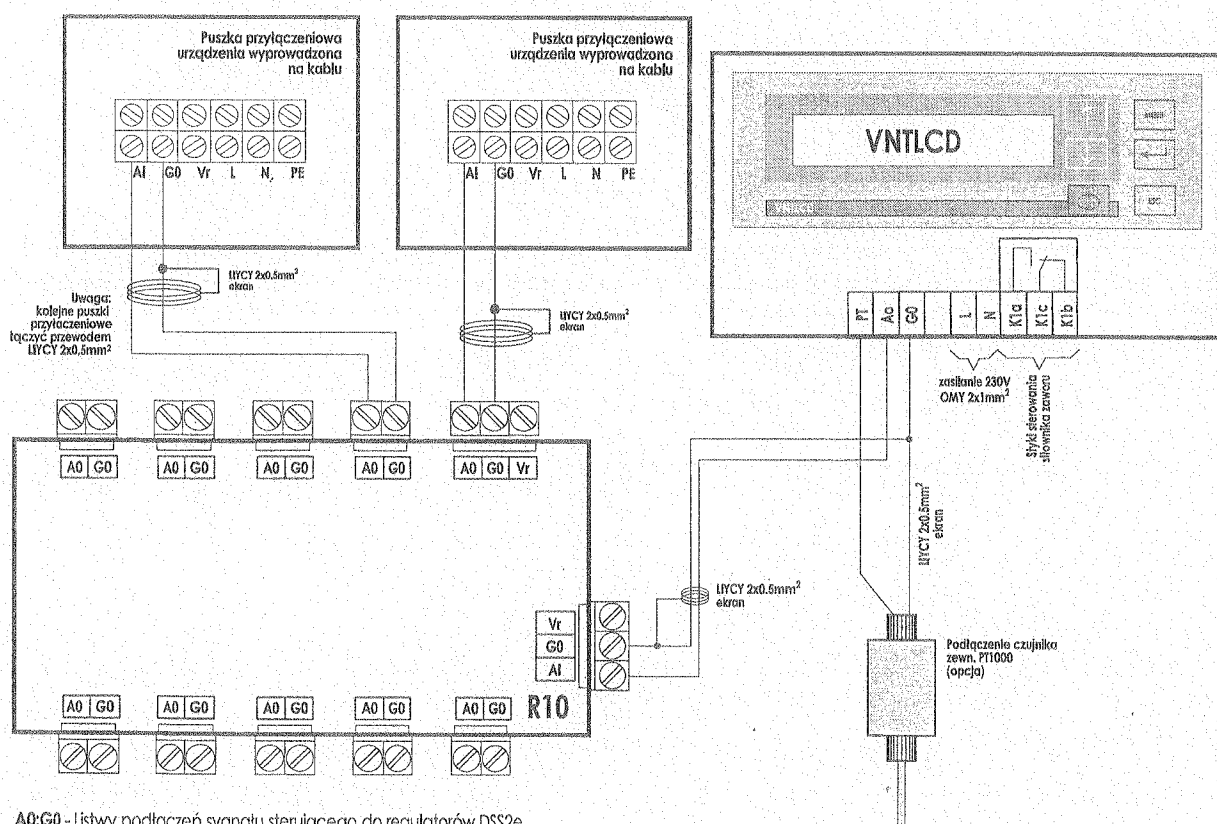 Puszka przyłączeniowa
urządzenia wyprowadzona
na kablu
AI G0 Vr L N, PE
Puszka przyłączeniowa
urządzenia wyprowadzona
na kablu
AI G0 Vr L N PE
VNTLCD
VNTLCD
ESC
PT
Ao
G0
L
N
K1a
K1c
K1b
LIYCY 2x0.5mm²
ekran
LIYCY 2x0.5mm²
ekran
Uwaga:
kolejne puszki
przyłaczeniowe
łączyć przewodem
LIYCY 2x0,5mm²
zasilanie 230V
OMY 2x1mm²
Styki sterowania
siłownika zaworu
A0 G0
A0 G0
A0 G0
A0 G0
A0 G0 Vr
LIYCY 2x0.5mm²
ekran
LIYCY 2x0.5mm²
ekran
Vr
G0
AI
Podłączenie czujnika
zewn. PT1000
(opcja)
A0 G0
A0 G0
A0 G0
A0 G0
A0 G0
R10
A0:G0 - Listwy podłączeń sygnału sterującego do regulatorów DSS2e